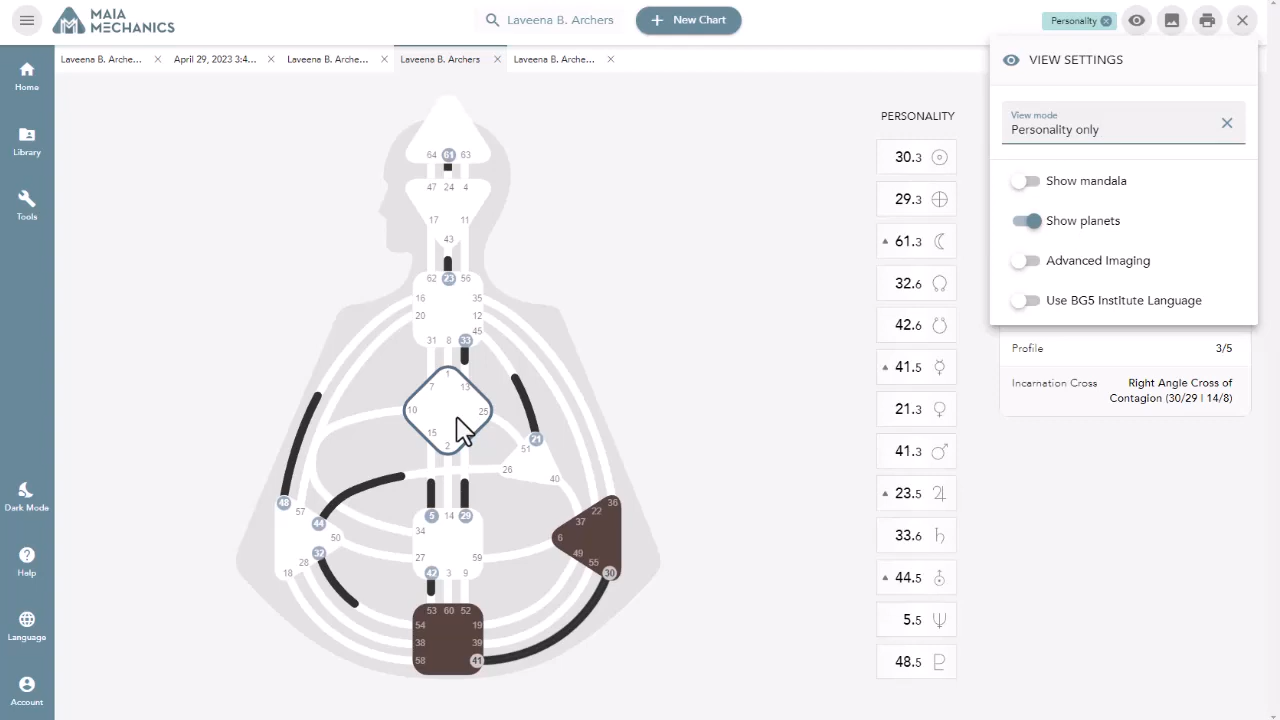 MAIA
MECHANICS
Laveena B. Archers
New Chart
Personality
Laveena B. Arche...
April 29, 2023 3:4...
Laveena B. Arche...
Laveena B. Archers
Laveena B. Arche...
Home
Library
Tools
Dark Mode
Help
Language
Account
64 61 63
47 24 4
17 11
43
62 23 56
16 35
20 12
45
31 8 33
1
7 13
10 25
15
2
21
51
26
40
48
57
44
50
32
28
18
5 14 29
34
27 59
42 3 9
36
22
37
6
49
55
30
53 60 52
54 19
38 39
58 41
PERSONALITY
30.3
29.3
61.3
32.6
42.6
41.5
21.3
41.3
23.5
33.6
44.5
5.5
48.5
VIEW SETTINGS
View mode
Personality only
Show mandala
Show planets
Advanced Imaging
Use BG5 Institute Language
Profile 3/5
Incarnation Cross Right Angle Cross of
Contagion (30/29 | 14/8)